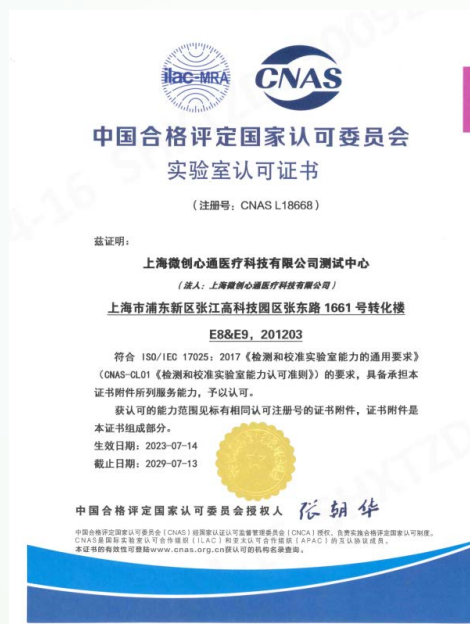 ilac-MRA
CNAS
中国合格评定国家认可委员会
实验室认可证书
（注册号：CNAS L18668）
兹证明：
上海微创心通医疗科技有限公司测试中心
（法人：上海微创心通医疗科技有限公司）
上海市浦东新区张江高科技园区张东路 1661 号转化楼
E8&E9，201203
符合 ISO/IEC 17025：2017《检测和校准实验室能力的通用要求》
（CNAS-CL01《检测和校准实验室能力认可准则》）的要求，具备承担本
证书附件所列服务能力，予以认可。
获认可的能力范围见标有相同认可注册号的证书附件，证书附件是
本证书组成部分。
生效日期：2023-07-14
截止日期：2029-07-13
中国合格评定国家认可委员会授权人 张朝华
中国合格评定国家认可委员会（CNAS）经国家认证认可监督管理委员会（CNCA）授权，负责实施合格评定国家认可制度。
CNAS是国际实验室认可合作组织（ILAC）和亚太认可合作组织（APAC）的互认协议成员。
本证书的有效性可登陆www.cnas.org.cn获认可的机构名录查询。